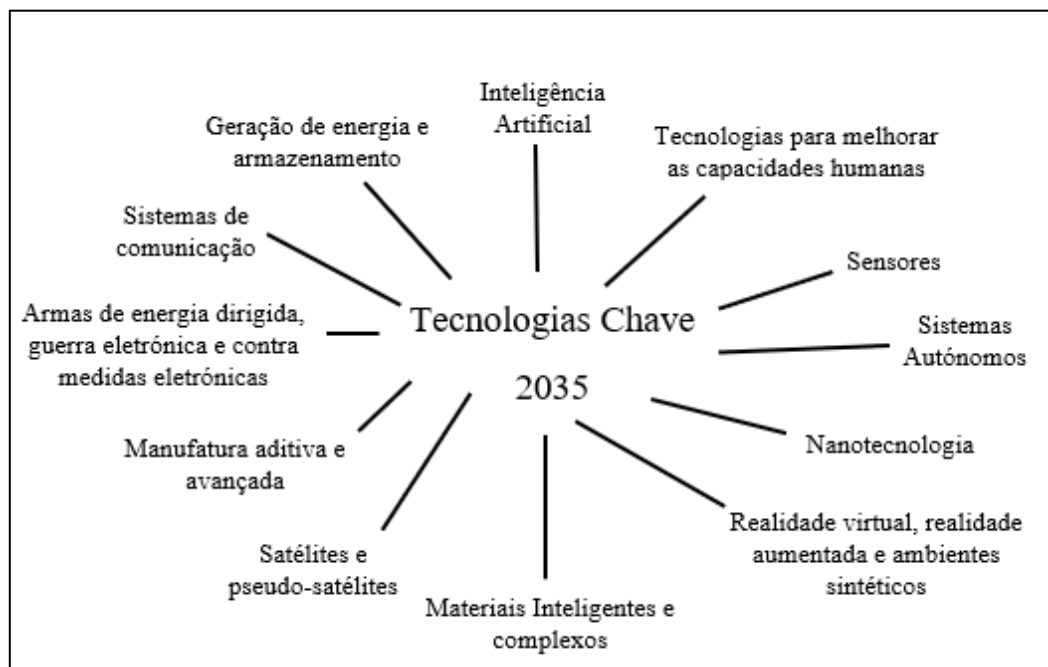 Inteligência
Artificial
Tecnologias para melhorar
as capacidades humanas
Sensores
Sistemas
Autónomos
Nanotecnologia
Realidade virtual, realidade
aumentada e ambientes
sintéticos
Materiais Inteligentes e
complexos
Satélites e
pseudo-satélites
Manufatura aditiva e
avançada
Armas de energia dirigida,
guerra eletrónica e contra
medidas eletrónicas
Sistemas de
comunicação
Geração de energia e
armazenamento
Tecnologias Chave
2035